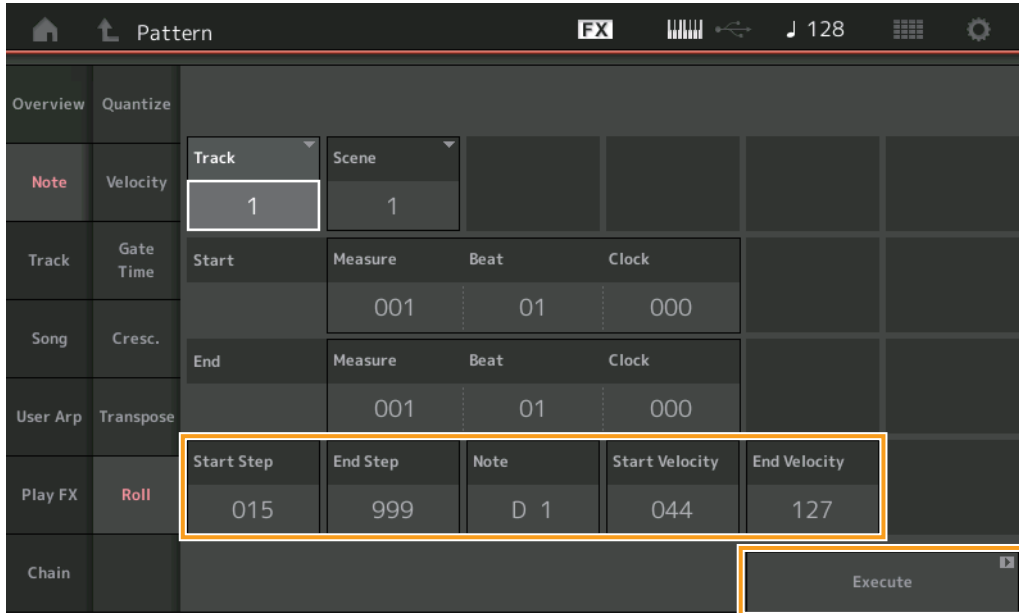 Pattern FX ♩ 128
Overview Quantize
Track Scene
Note Velocity
1 1
Track Gate Time Start Measure Beat Clock
001 01 000
Song Cresc. End Measure Beat Clock
User Arp Transpose 001 01 000
Start Step End Step Note Start Velocity End Velocity
Play FX Roll 015 999 D 1 044 127
Chain Execute